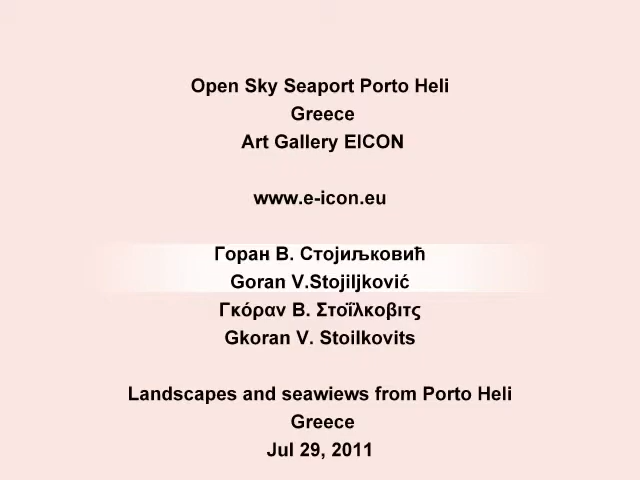 Open Sky Seaport Porto Heli
Greece
Art Gallery EICON
www.e-icon.eu
Горан В. Стојиљковић
Goran V.Stojiljković
Γκόραν Β. Στοΐλκοβιτς
Gkoran V. Stoilkovits
Landscapes and seawiews from Porto Heli
Greece
Jul 29, 2011